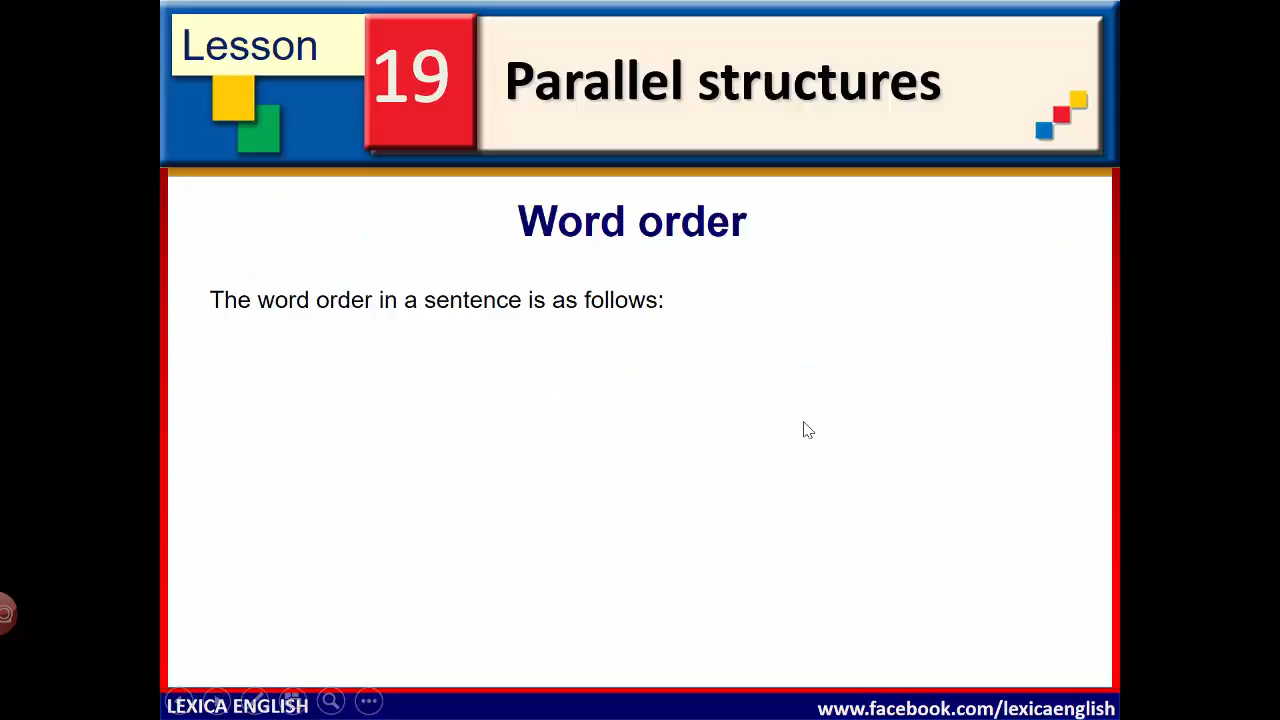 Lesson
19
Parallel structures
Word order
The word order in a sentence is as follows:
LEXICA ENGLISH
www.facebook.com/lexicaenglish